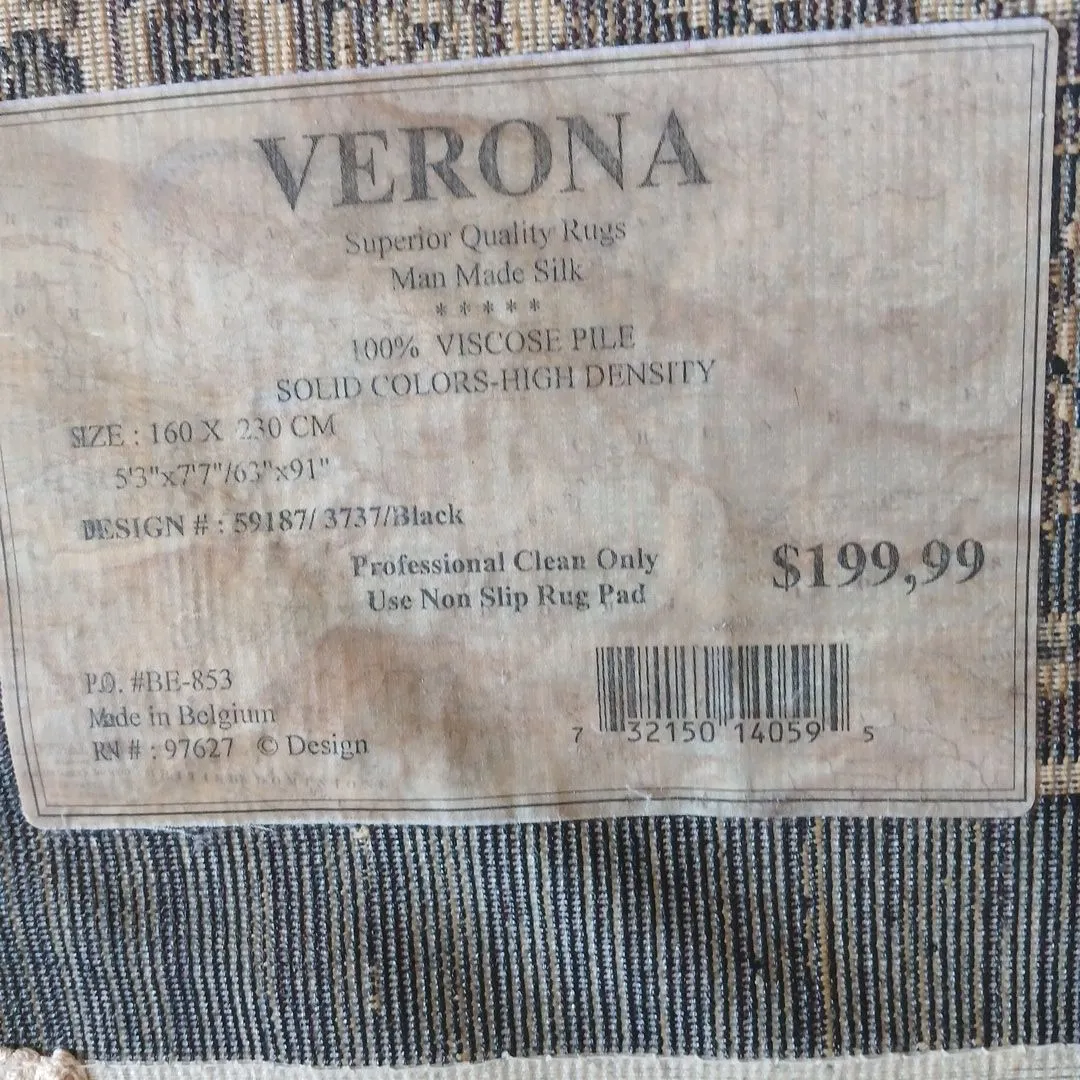 VERONA
Superior Quality Rugs
Man Made Silk
* * * * *
100% VISCOSE PILE
SOLID COLORS-HIGH DENSITY
SIZE : 160 X 230 CM
5'3"x7'7"/63"x91"
DESIGN # : 59187/ 3737/Black
Professional Clean Only
$199,99
Use Non Slip Rug Pad
P.O. #BE-853
Made in Belgium
RN # : 97627 © Design
7 32150 14059 5